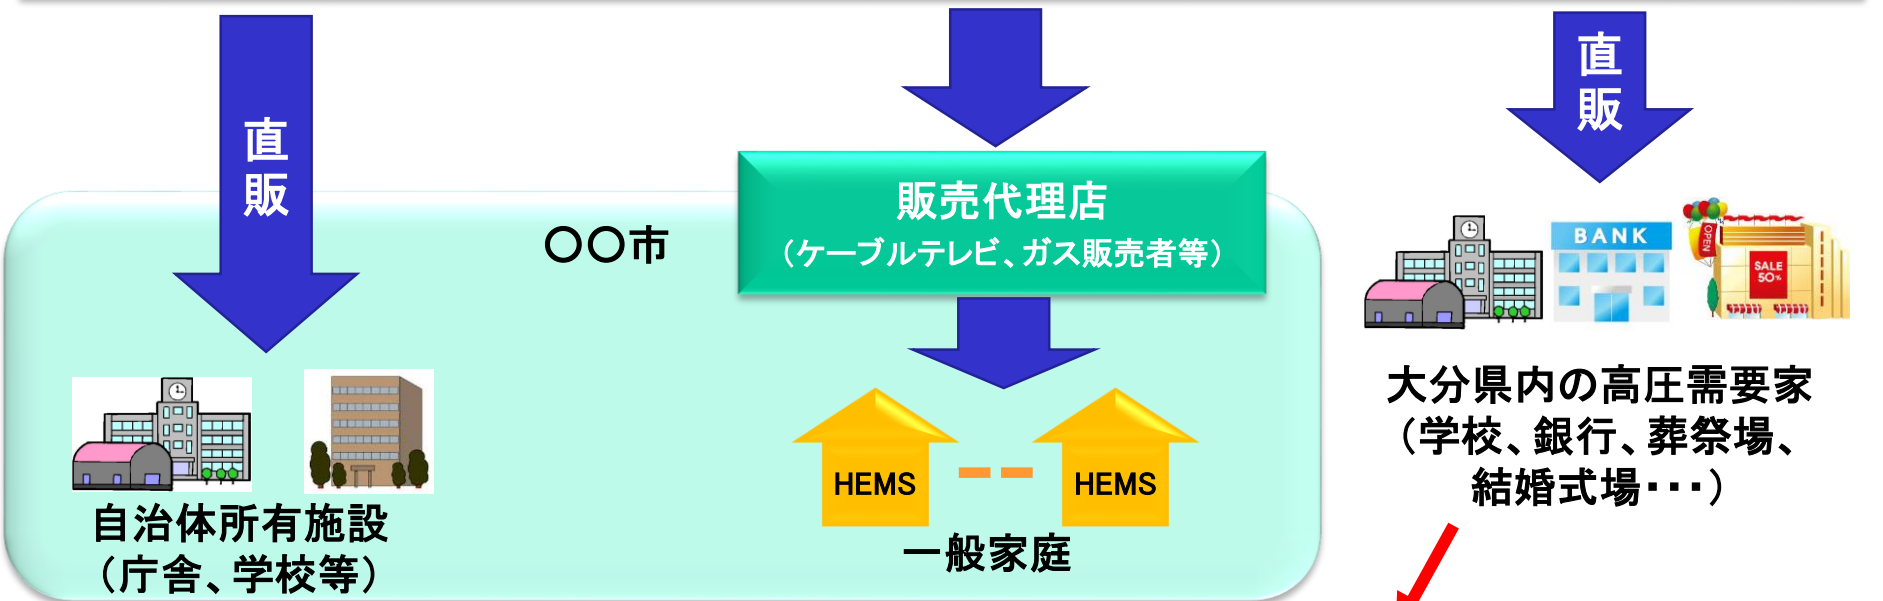 直販
直販
〇〇市
販売代理店
（ケーブルテレビ、ガス販売者等）
BANK
OPEN
SALE
50%
HEMS
HEMS
自治体所有施設
（庁舎、学校等）
一般家庭
大分県内の高圧需要家
（学校、銀行、葬祭場、
結婚式場・・・）